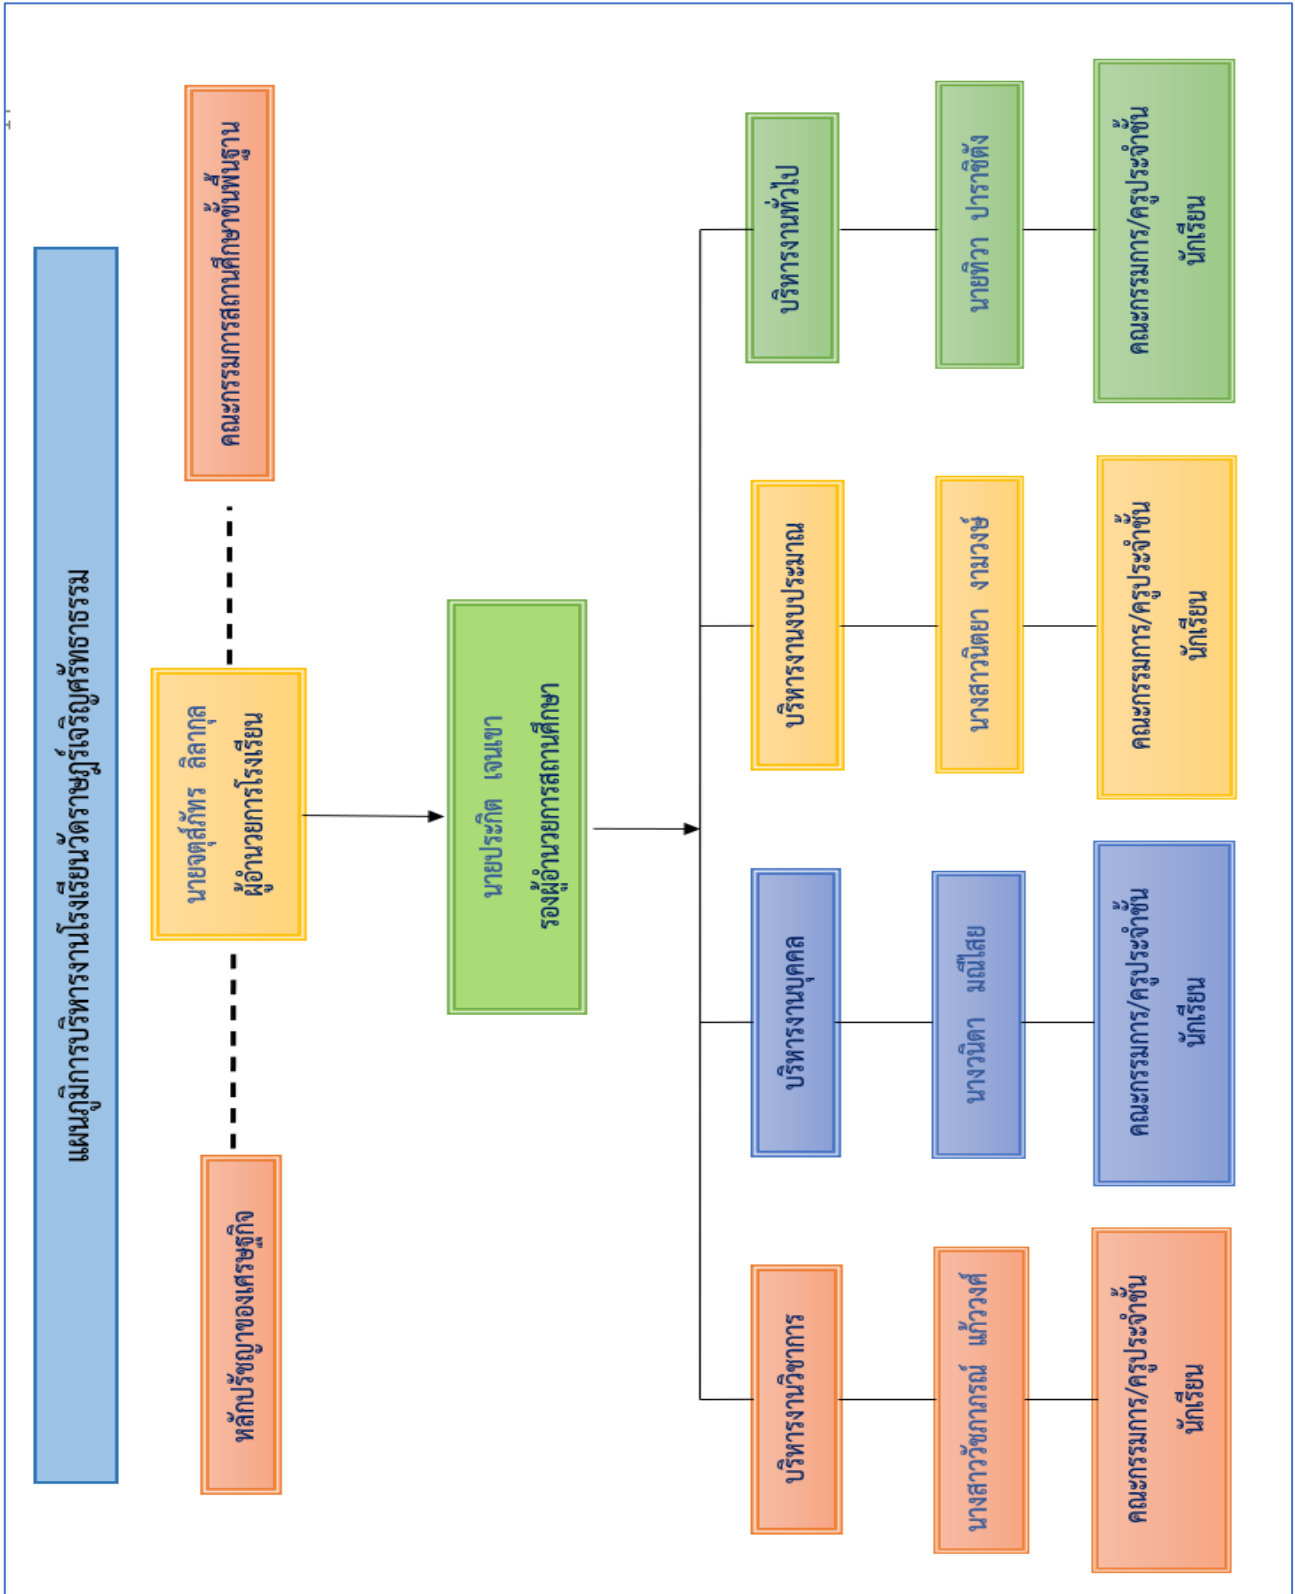 แผนภูมิการบริหารงานโรงเรียนวัดราษฎร์เจริญศรัทธาธรรม
หลักปรัชญาของเศรษฐกิจ
นายจตุส์ภัทร ลิลากุล
ผู้อำนวยการโรงเรียน
คณะกรรมการสถานศึกษาขั้นพื้นฐาน
นายประกิต เจนเขา
รองผู้อำนวยการสถานศึกษา
บริหารงานวิชาการ
บริหารงานบุคคล
บริหารงานงบประมาณ
บริหารงานทั่วไป
นางสาววัชภาภรณ์ แก้ววงค์
นางวนิดา มณีไสย
นางสาวนิตยา งามวงษ์
นายทิวา ปาราชิตัง
คณะกรรมการ/ครูประจำชั้น
นักเรียน
คณะกรรมการ/ครูประจำชั้น
นักเรียน
คณะกรรมการ/ครูประจำชั้น
นักเรียน
คณะกรรมการ/ครูประจำชั้น
นักเรียน